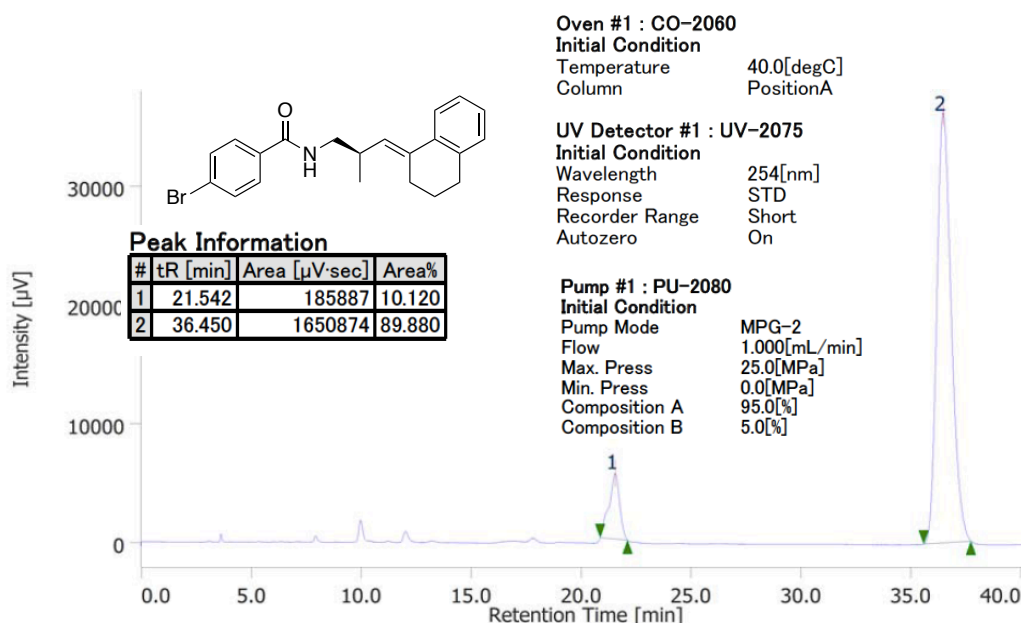 Oven #1 : CO-2060
Initial Condition
Temperature 40.0[degC]
Column PositionA
UV Detector #1 : UV-2075
Initial Condition
Wavelength 254[nm]
Response STD
Recorder Range Short
Autozero On
Pump #1 : PU-2080
Initial Condition
Pump Mode MPG-2
Flow 1.000[mL/min]
Max. Press 25.0[MPa]
Min. Press 0.0[MPa]
Composition A 95.0[%]
Composition B 5.0[%]
O
N
H
Br
Peak Information
# tR [min] Area [µV·sec] Area%
1 21.542 185887 10.120
2 36.450 1650874 89.880
2
1
Intensity [µV]
30000
20000
10000
0
0.0 5.0 10.0 15.0 20.0 25.0 30.0 35.0 40.0
Retention Time [min]